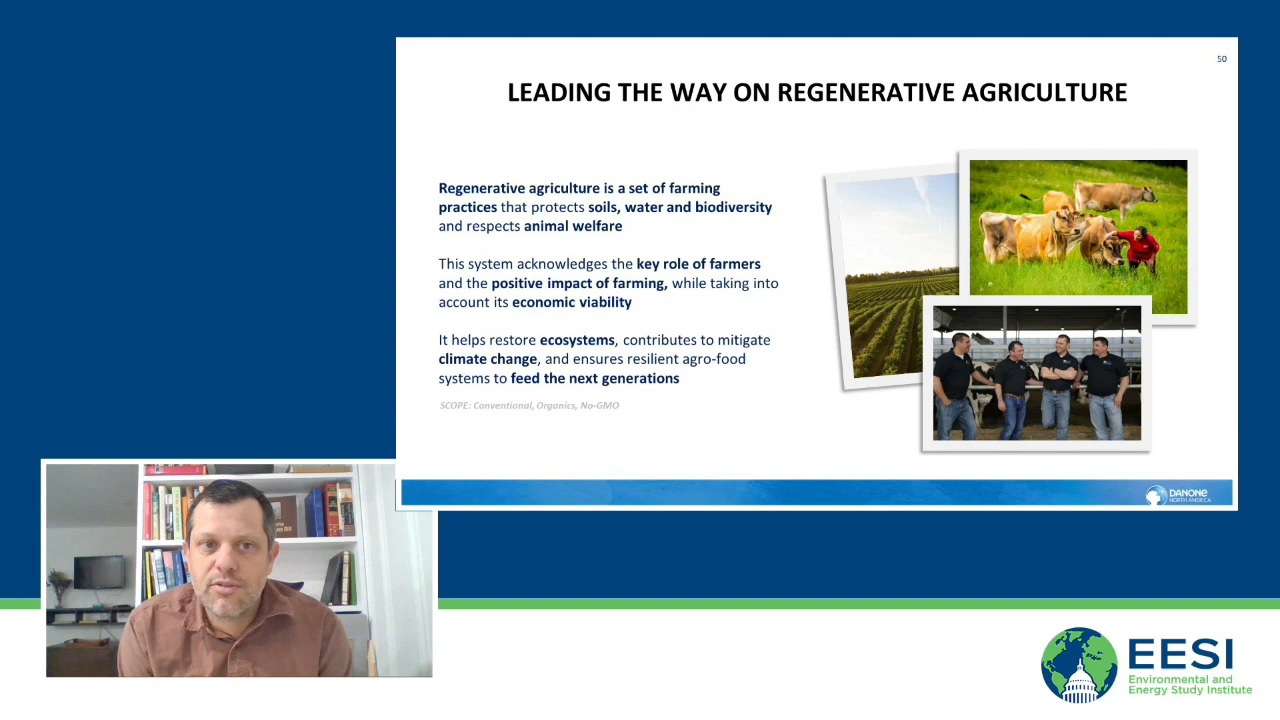 50
LEADING THE WAY ON REGENERATIVE AGRICULTURE
Regenerative agriculture is a set of farming
practices that protects soils, water and biodiversity
and respects animal welfare
This system acknowledges the key role of farmers
and the positive impact of farming, while taking into
account its economic viability
It helps restore ecosystems, contributes to mitigate
climate change, and ensures resilient agro-food
systems to feed the next generations
SCOPE: Conventional, Organics, No-GMO
DANONE
NORTH AMERICA
EESI
Environmental and
Energy Study Institute